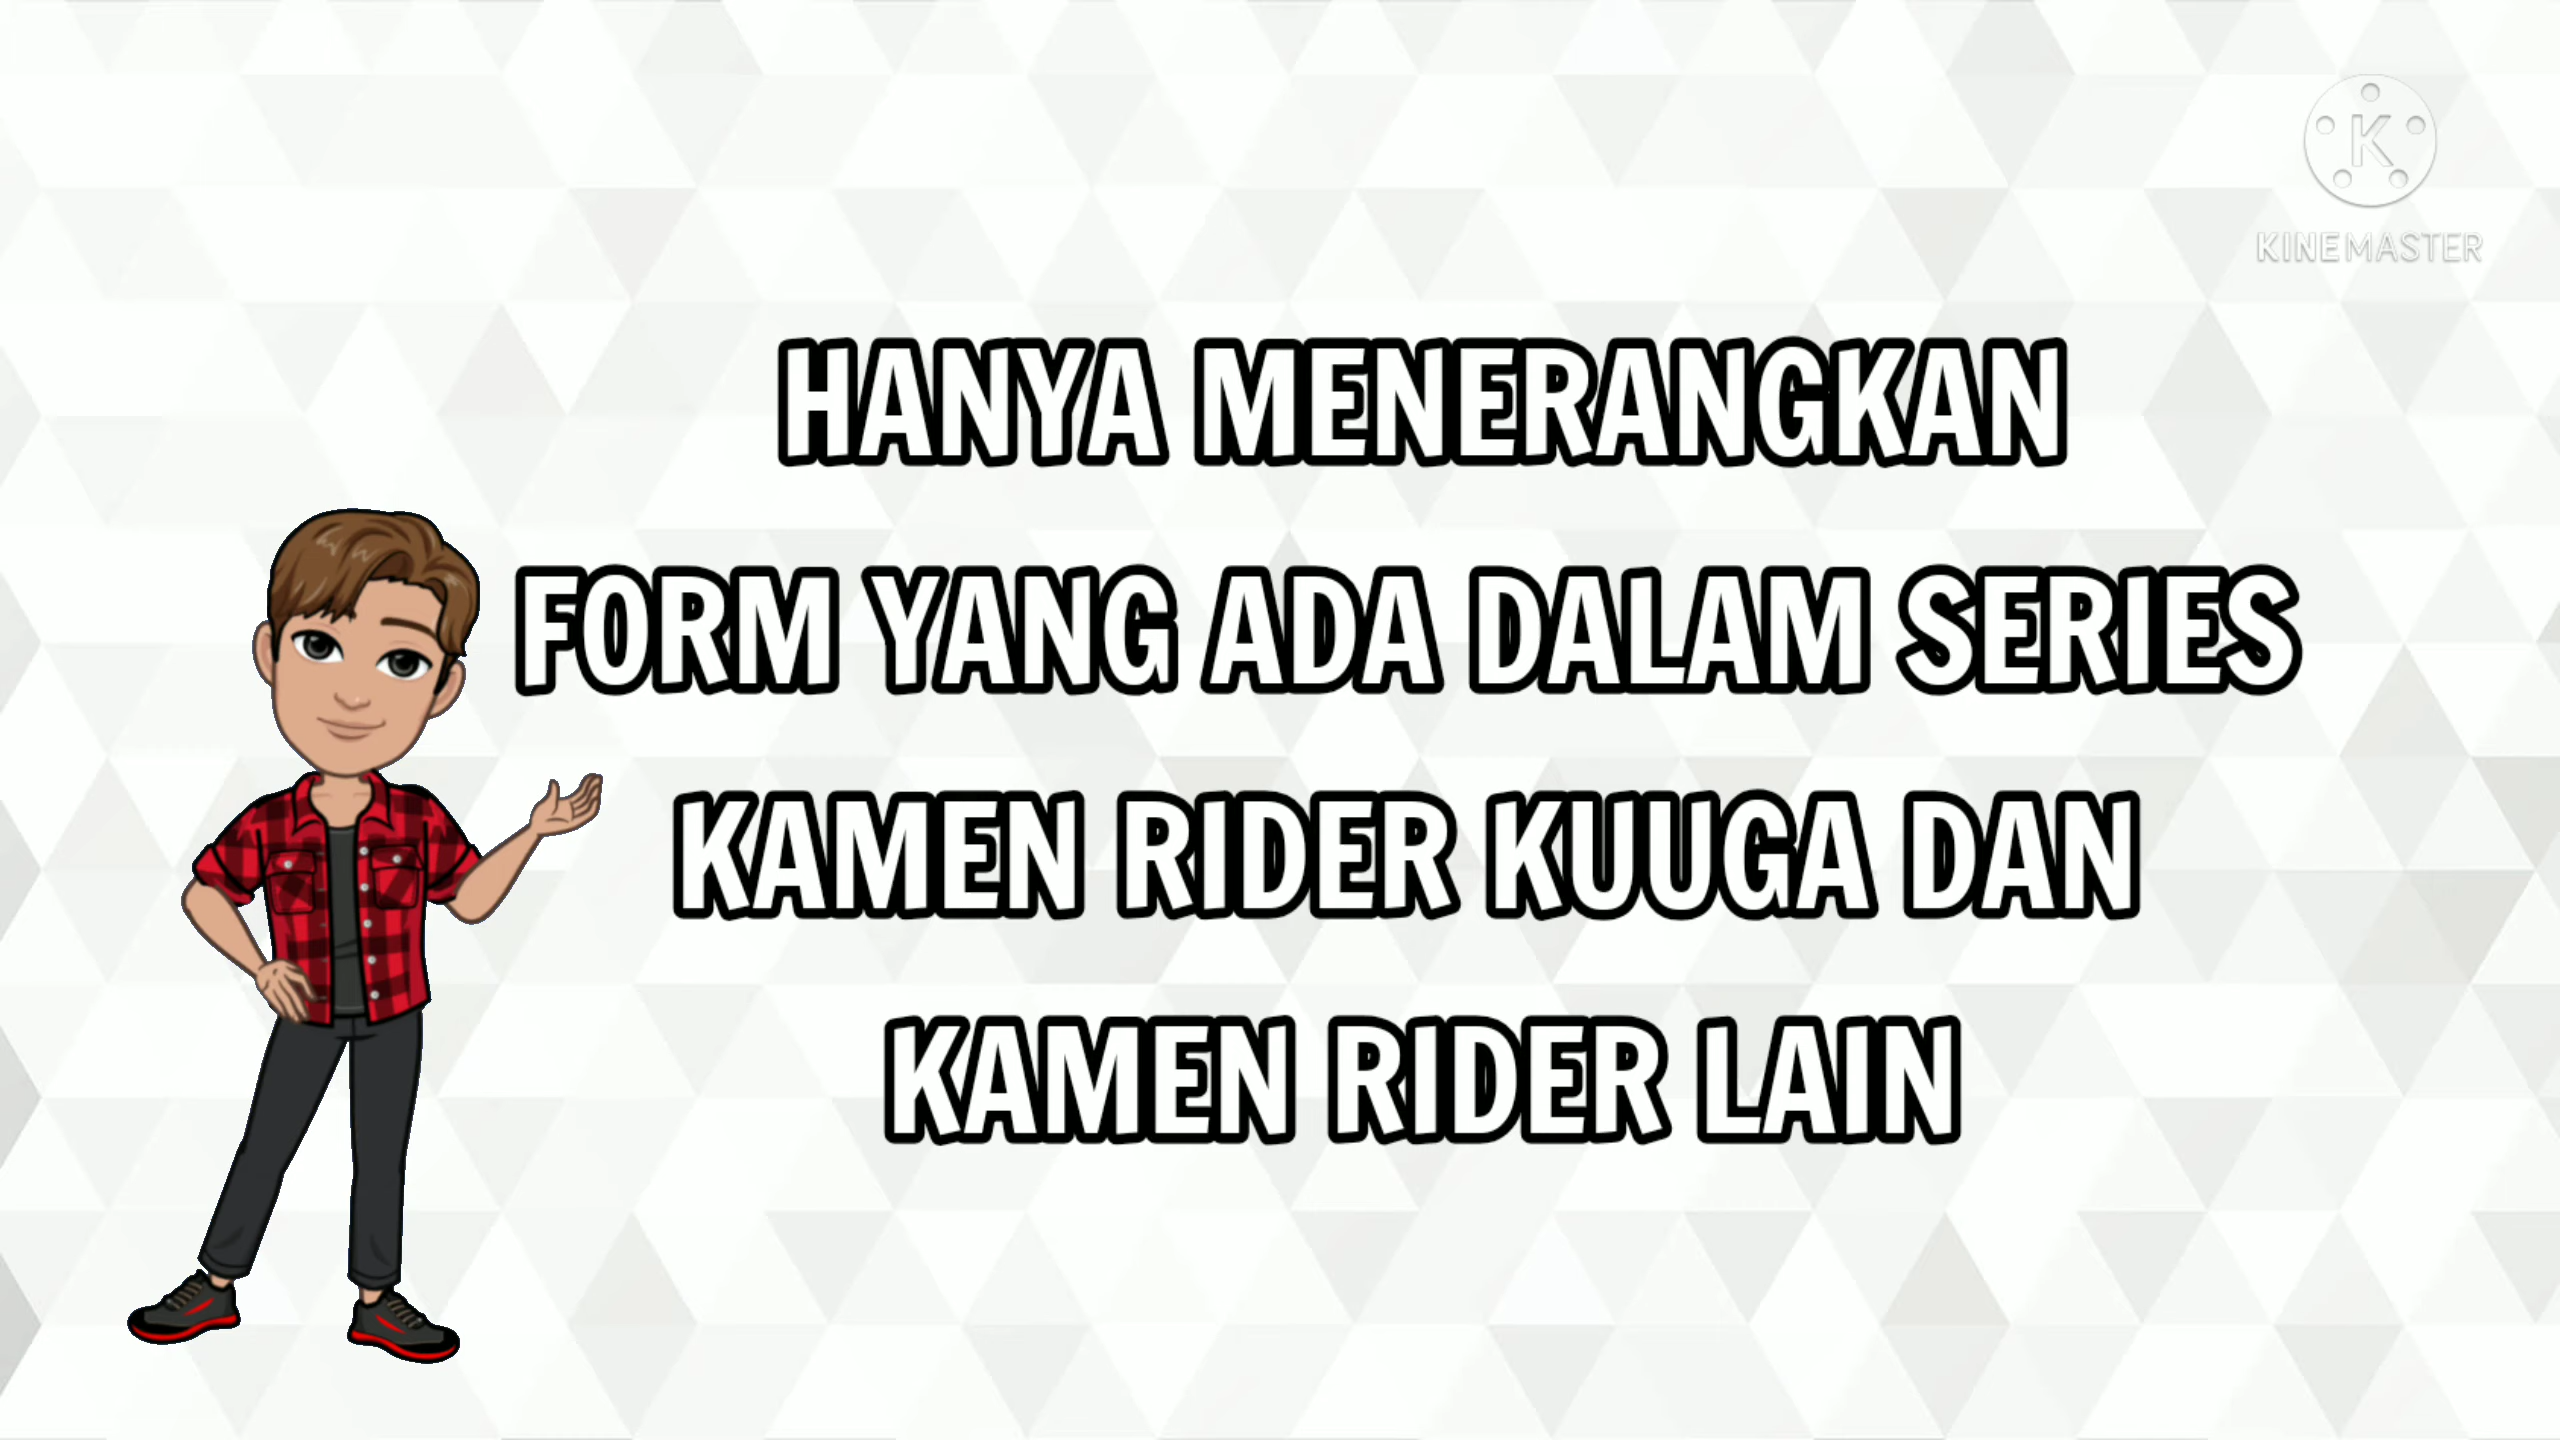 K
KINEMASTER
HANYA MENERANGKAN
FORM YANG ADA DALAM SERIES
KAMEN RIDER KUUGA DAN
KAMEN RIDER LAIN